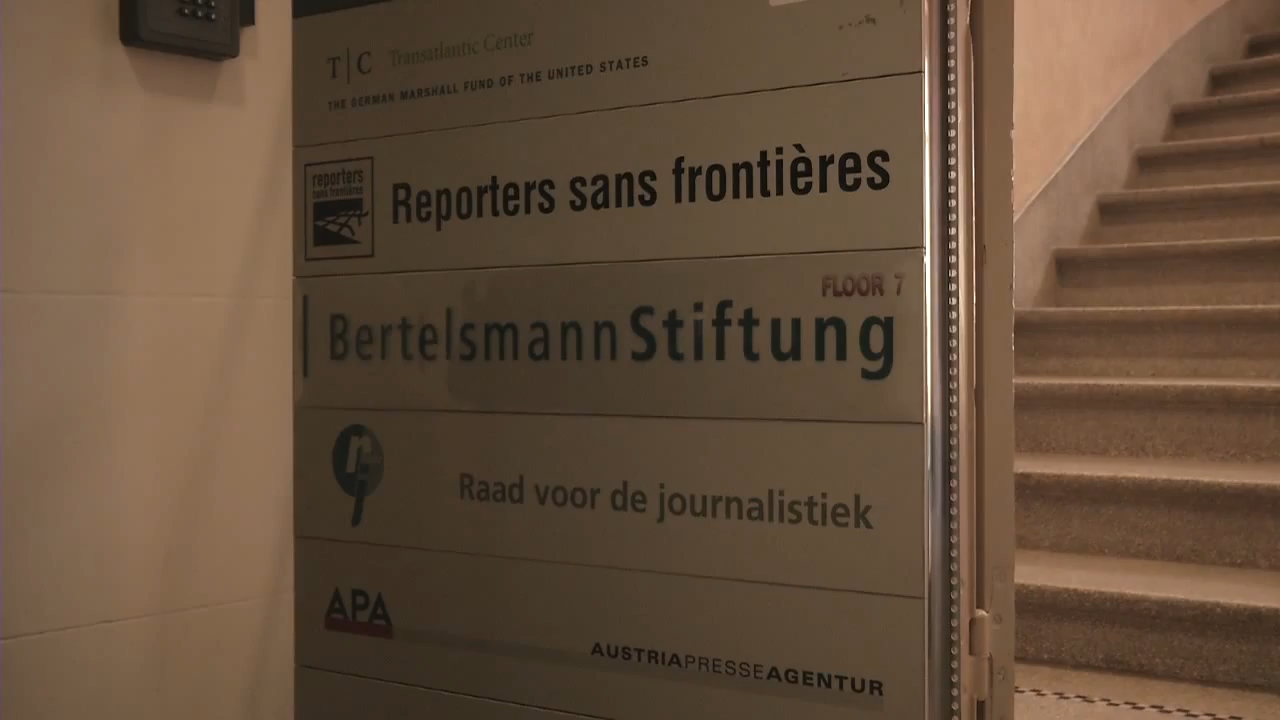 T|C Transatlantic Center
THE GERMAN MARSHALL FUND OF THE UNITED STATES
reporters
sans frontières
Reporters sans frontières
FLOOR 7
BertelsmannStiftung
rj
Raad voor de journalistiek
APA
AUSTRIAPRESSEAGENTUR